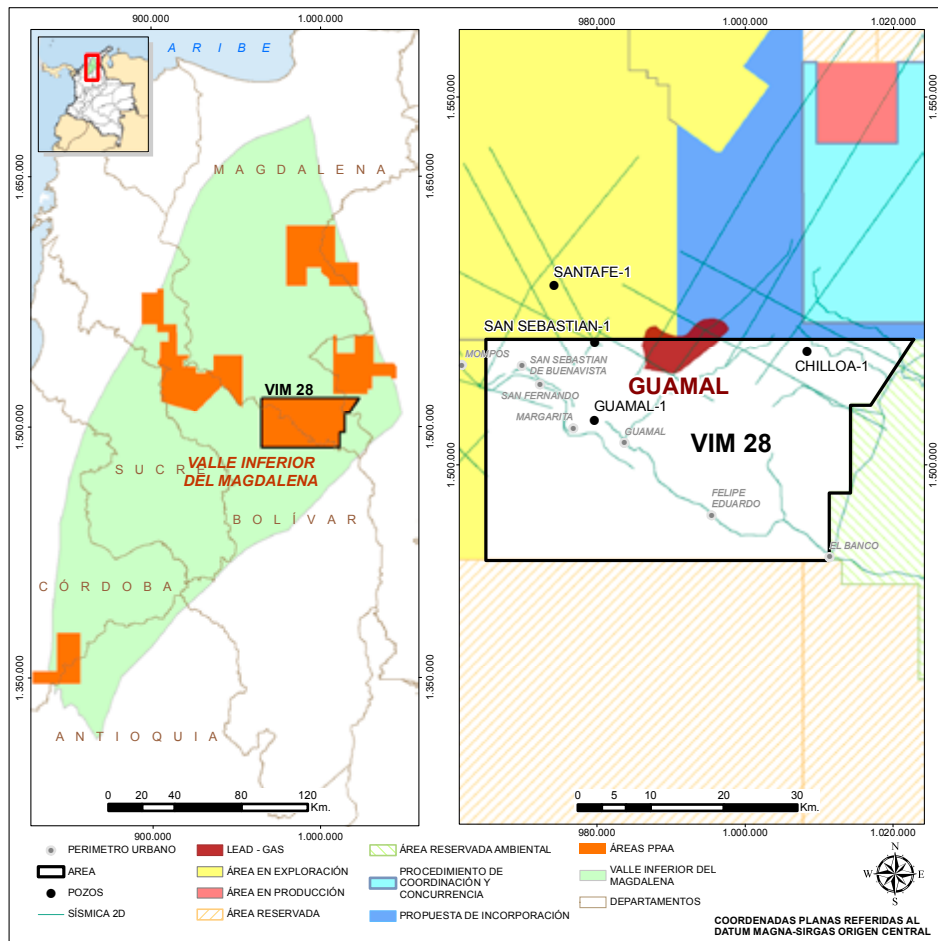 900.000
1.000.000
980.000
1.000.000
1.020.000
A R I B E
MAGDALENA
1.650.000
1.650.000
1.550.000
1.550.000
SANTAFE-1
SAN SEBASTIAN-1
MOMPÓS
SAN SEBASTIAN
DE BUENAVISTA
CHILLOA-1
GUAMAL
SAN FERNANDO
GUAMAL-1
MARGARITA
GUAMAL
VIM 28
VIM 28
1.500.000
1.500.000
1.500.000
1.500.000
VALLE INFERIOR
DEL MAGDALENA
SUCRE
BOLÍVAR
FELIPE
EDUARDO
EL BANCO
CÓRDOBA
1.350.000
1.350.000
ANTIOQUIA
0 20 40 80 120
Km.
0 5 10 20 30
Km.
900.000
1.000.000
980.000
1.000.000
1.020.000
PERIMETRO URBANO
AREA
POZOS
SÍSMICA 2D
LEAD - GAS
ÁREA EN EXPLORACIÓN
ÁREA EN PRODUCCIÓN
ÁREA RESERVADA
ÁREA RESERVADA AMBIENTAL
PROCEDIMIENTO DE
COORDINACIÓN Y
CONCURRENCIA
PROPUESTA DE INCORPORACIÓN
ÁREAS PPAA
VALLE INFERIOR DEL
MAGDALENA
DEPARTAMENTOS
N
W
E
S
COORDENADAS PLANAS REFERIDAS AL
DATUM MAGNA-SIRGAS ORIGEN CENTRAL